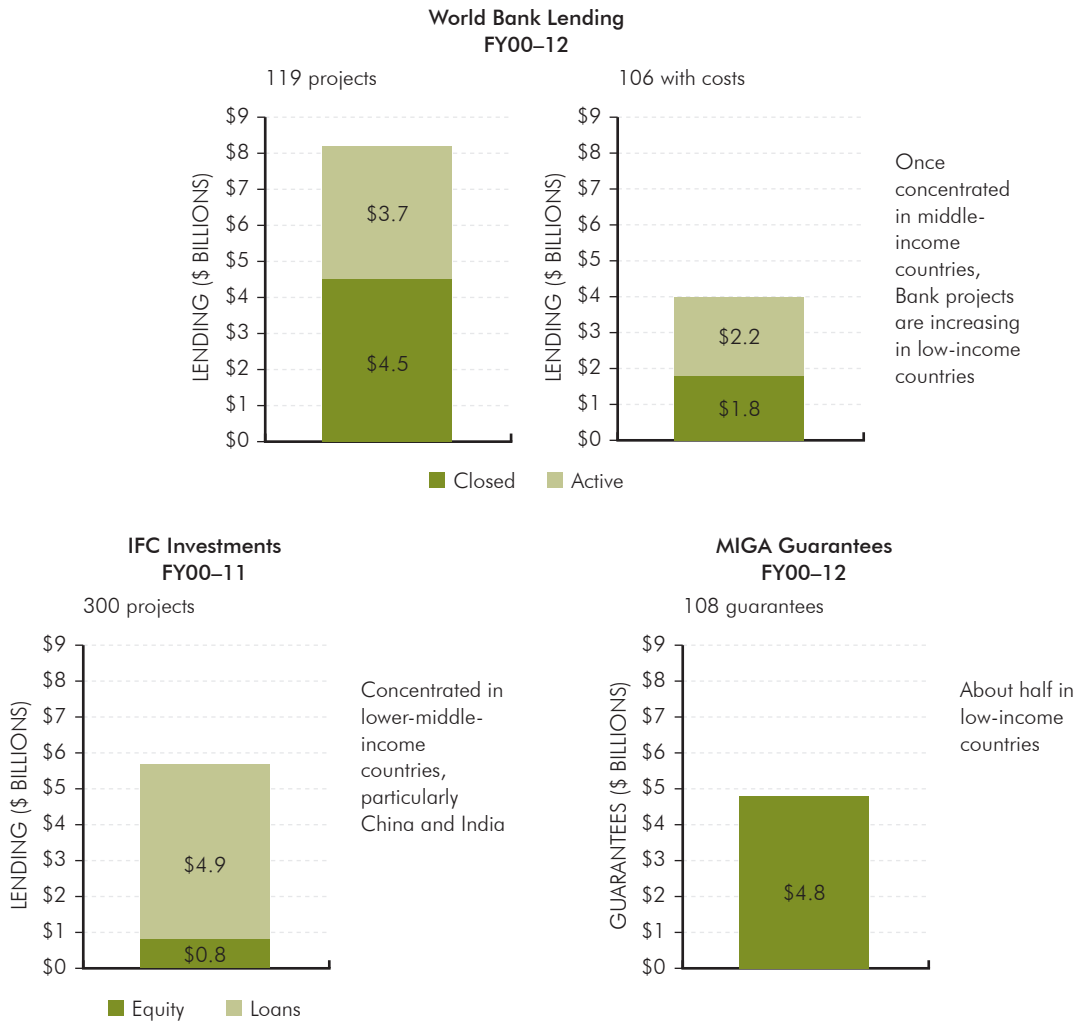 World Bank Lending
FY00–12
119 projects
$9
$8
$7
$6
$5
$4
$3
$2
$1
$0
LENDING ($ BILLIONS)
$3.7
$4.5
106 with costs
$9
$8
$7
$6
$5
$4
$3
$2
$1
$0
LENDING ($ BILLIONS)
$2.2
$1.8
Once
concentrated
in middle-
income
countries,
Bank projects
are increasing
in low-income
countries
Closed
Active
IFC Investments
FY00–11
300 projects
$9
$8
$7
$6
$5
$4
$3
$2
$1
$0
LENDING ($ BILLIONS)
$4.9
$0.8
Concentrated in
lower-middle-
income
countries,
particularly
China and India
Equity
Loans
MIGA Guarantees
FY00–12
108 guarantees
$9
$8
$7
$6
$5
$4
$3
$2
$1
$0
GUARANTEES ($ BILLIONS)
$4.8
About half in
low-income
countries